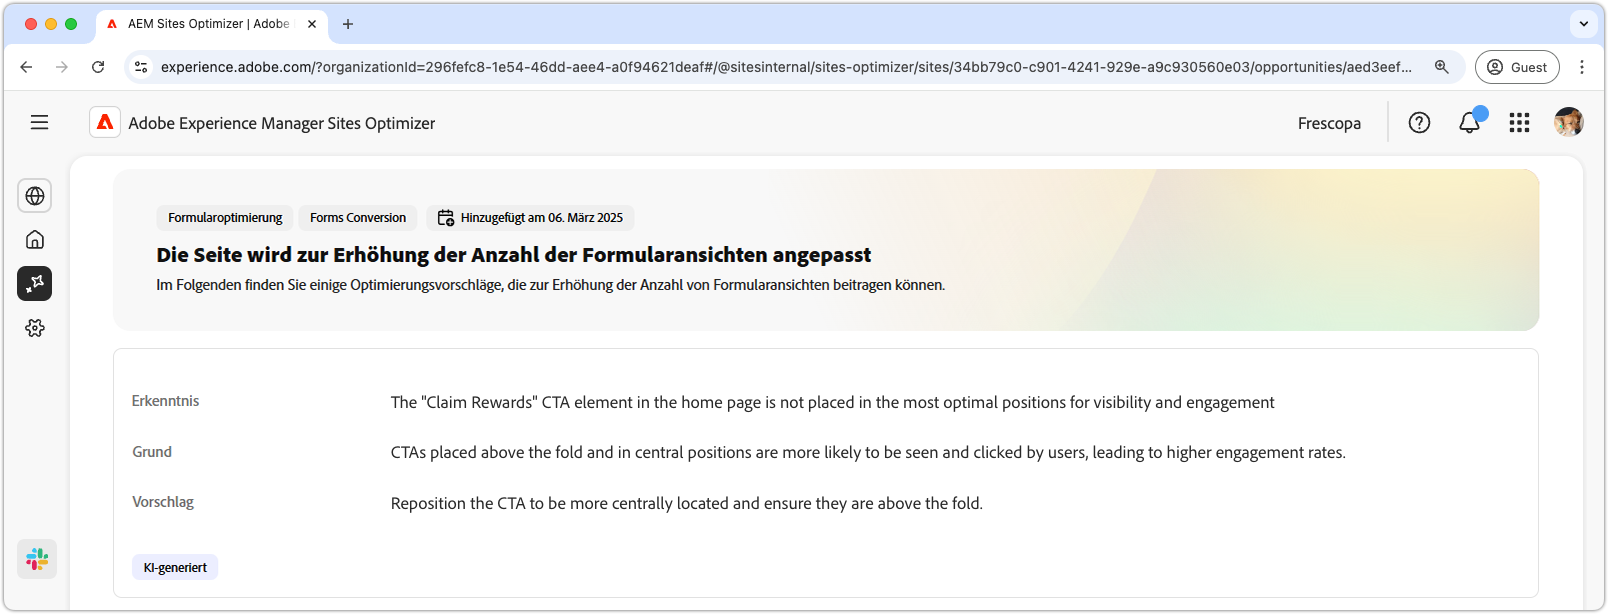 AEM Sites Optimizer | Adobe
experience.adobe.com/?organizationId=296fefc8-1e54-46dd-aee4-a0f94621deaf#/@sitesinternal/sites-optimizer/sites/34bb79c0-c901-4241-929e-a9c930560e03/opportunities/aed3eef...
Guest
Adobe Experience Manager Sites Optimizer
Frescopa
Formularoptimierung
Forms Conversion
Hinzugefügt am 06. März 2025
Die Seite wird zur Erhöhung der Anzahl der Formularansichten angepasst
Im Folgenden finden Sie einige Optimierungsvorschläge, die zur Erhöhung der Anzahl von Formularansichten beitragen können.
Erkenntnis
The "Claim Rewards" CTA element in the home page is not placed in the most optimal positions for visibility and engagement
Grund
CTAs placed above the fold and in central positions are more likely to be seen and clicked by users, leading to higher engagement rates.
Vorschlag
Reposition the CTA to be more centrally located and ensure they are above the fold.
KI-generiert